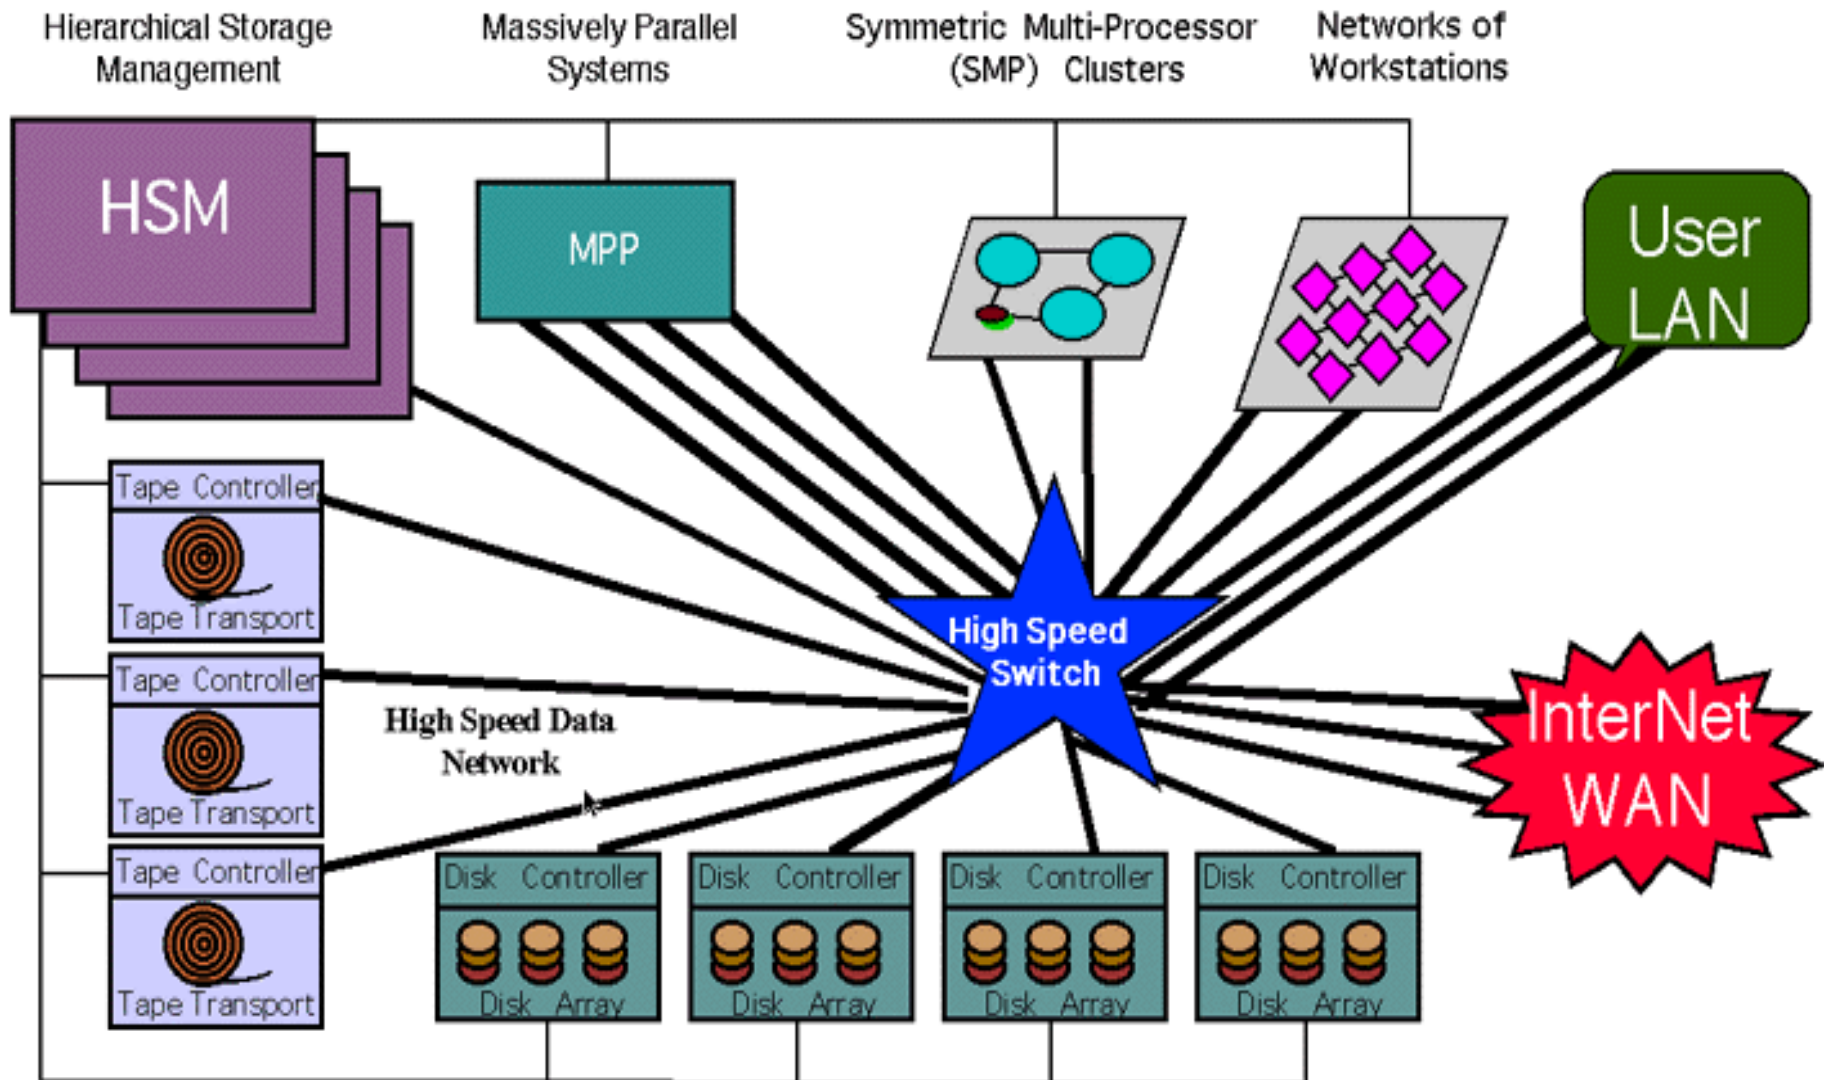 Hierarchical Storage
Management
Massively Parallel
Systems
Symmetric Multi-Processor
(SMP) Clusters
Networks of
Workstations
HSM
MPP
User
LAN
Tape Controller
Tape Transport
Tape Controller
Tape Transport
Tape Controller
Tape Transport
High Speed Data
Network
High Speed
Switch
InterNet
WAN
Disk Controller
Disk Array
Disk Controller
Disk Array
Disk Controller
Disk Array
Disk Controller
Disk Array